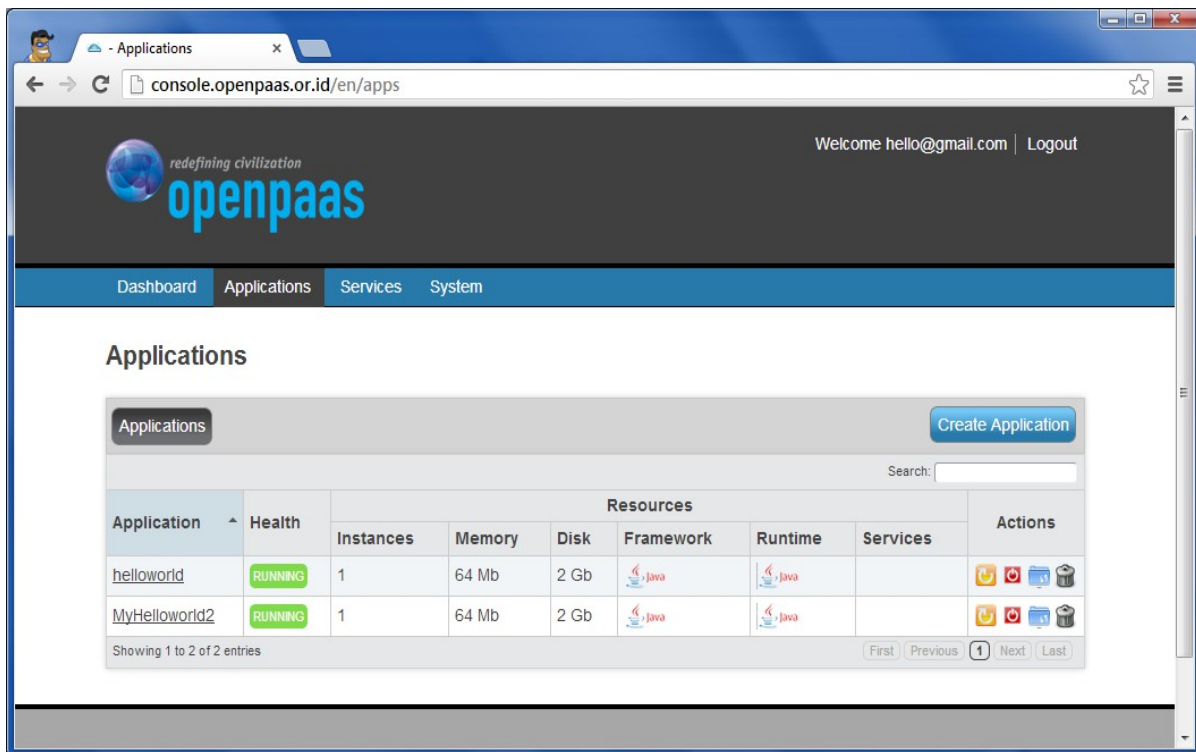 - Applications
console.openpaas.or.id/en/apps
Welcome hello@gmail.com | Logout
redefining civilization
openpaas
Dashboard Applications Services System
Applications
Applications Create Application
Search:
Application Health Resources Actions
Instances Memory Disk Framework Runtime Services
helloworld RUNNING 1 64 Mb 2 Gb Java Java
MyHelloworld2 RUNNING 1 64 Mb 2 Gb Java Java
Showing 1 to 2 of 2 entries First Previous 1 Next Last